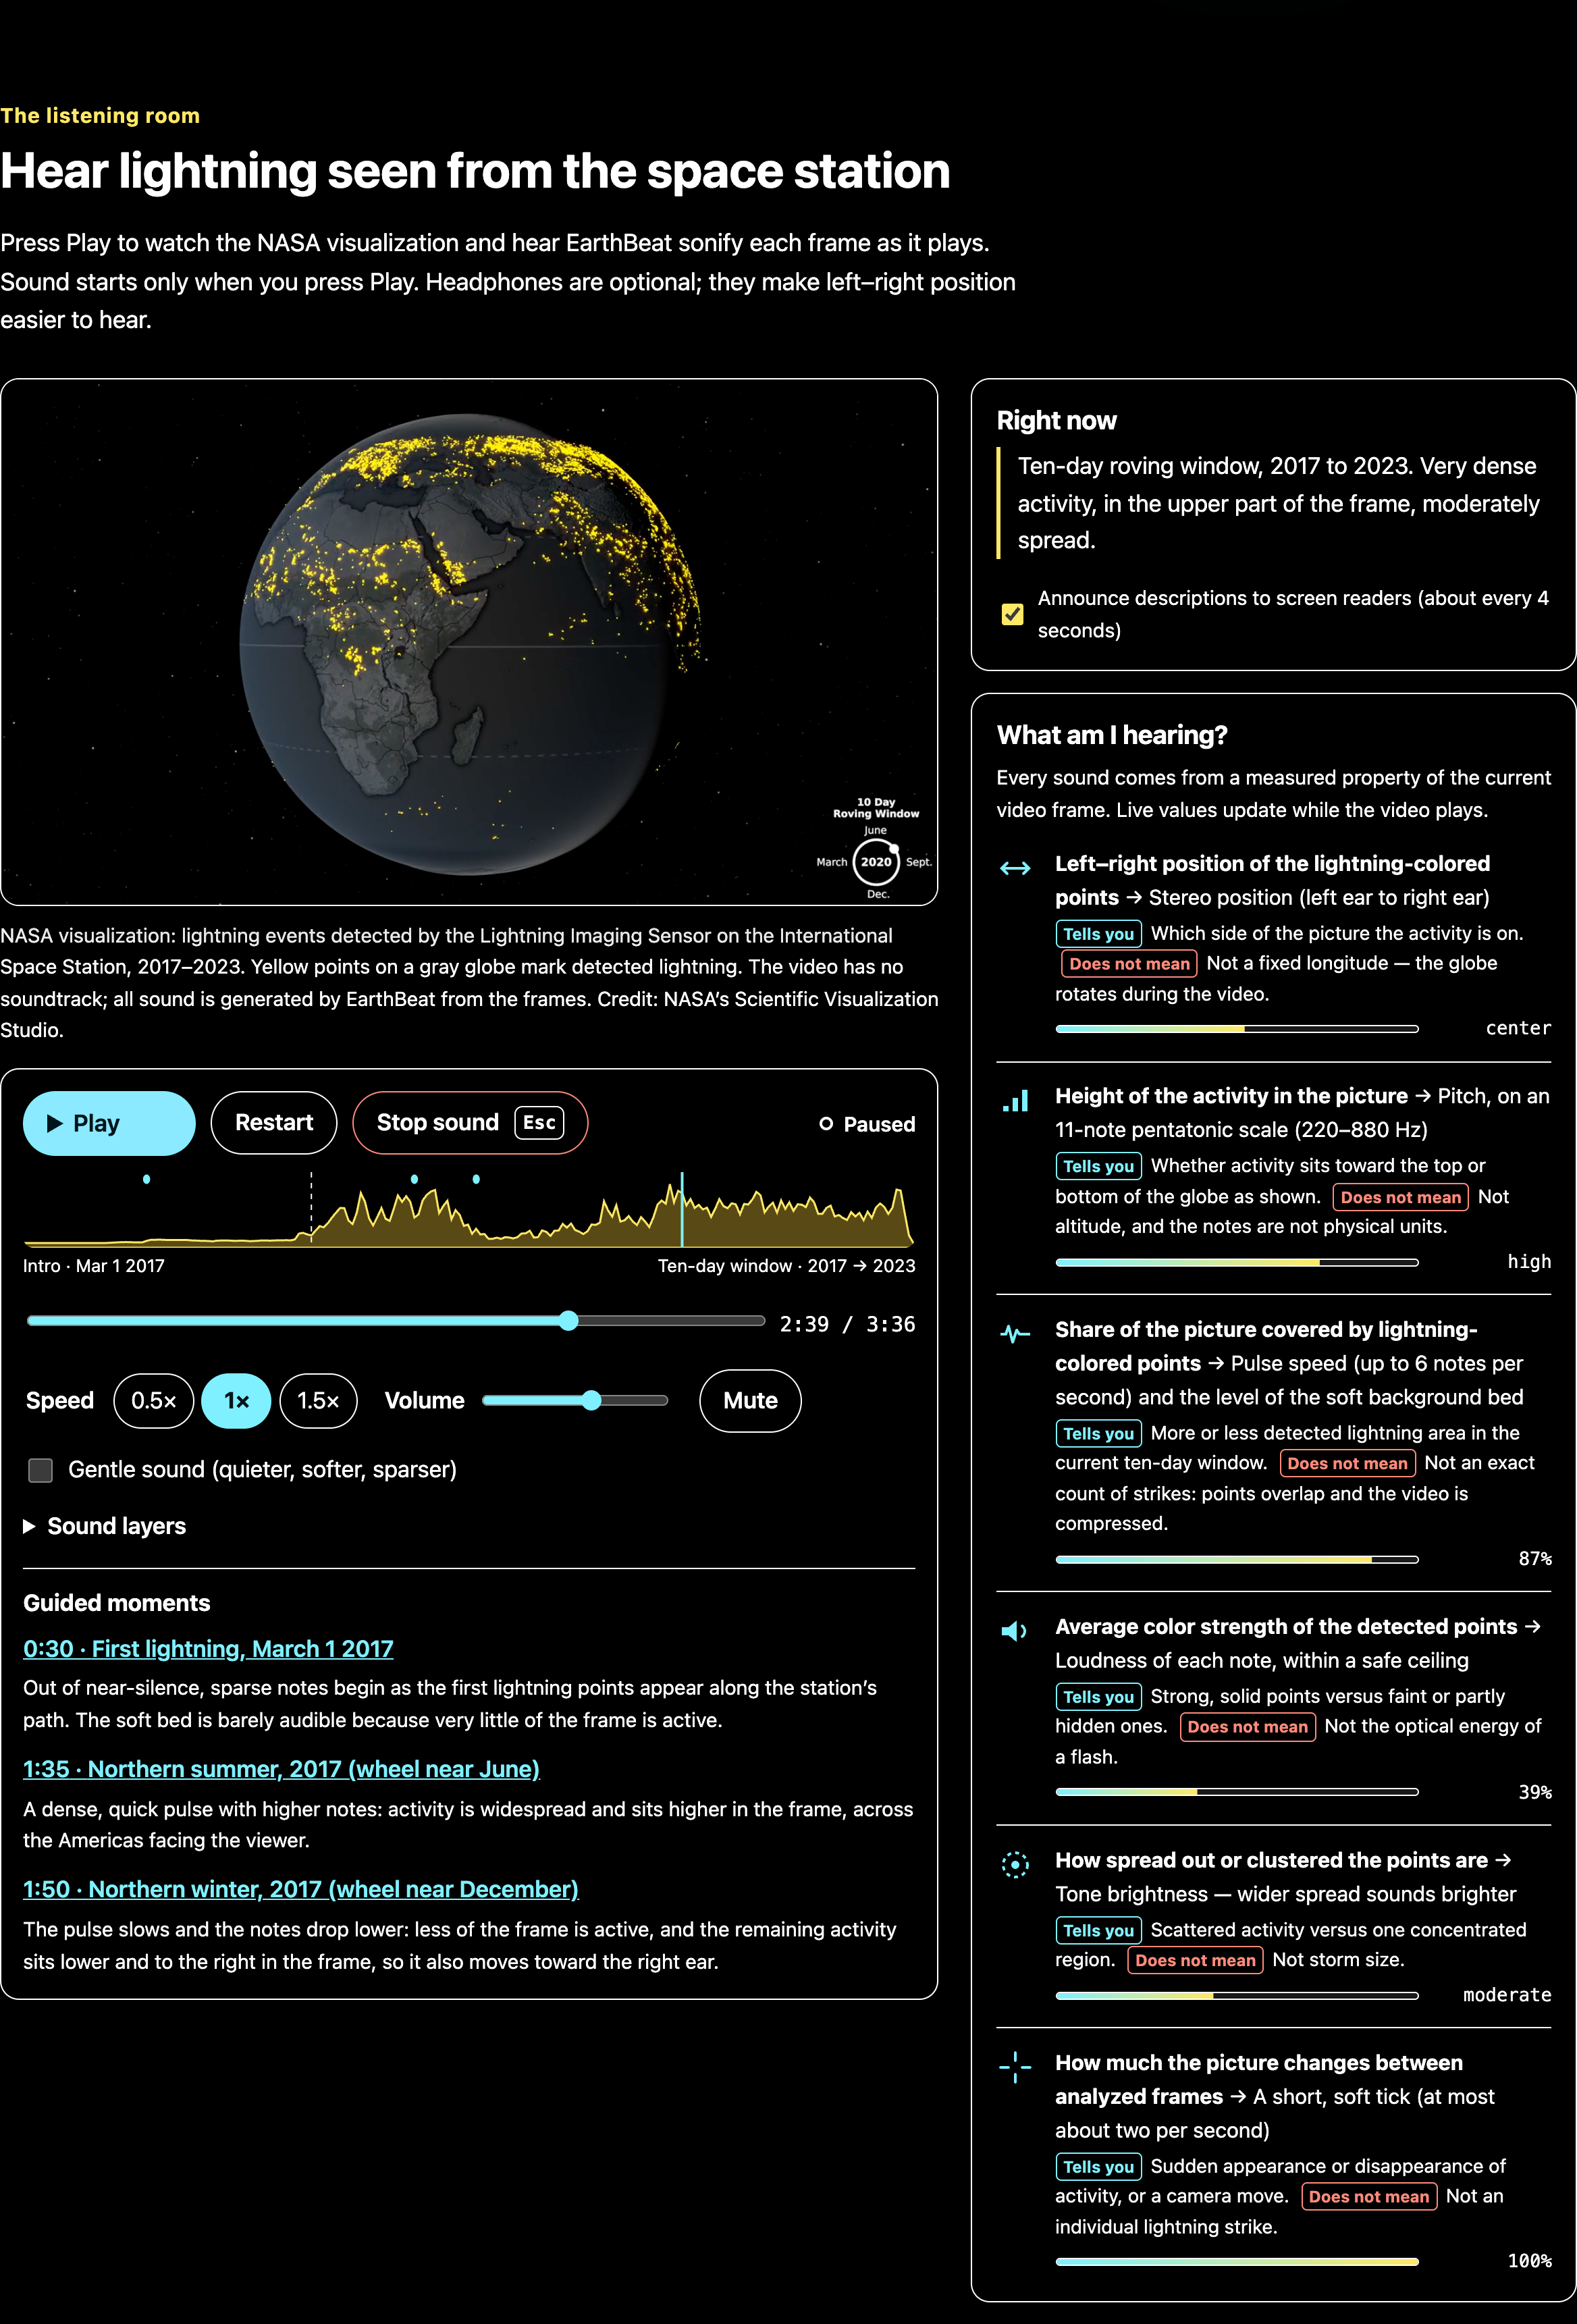 The listening room
Hear lightning seen from the space station
Press Play to watch the NASA visualization and hear EarthBeat sonify each frame as it plays.
Sound starts only when you press Play. Headphones are optional; they make left–right position
easier to hear.
10 Day
Roving Window
June
March 2020 Sept.
Dec.
NASA visualization: lightning events detected by the Lightning Imaging Sensor on the International
Space Station, 2017–2023. Yellow points on a gray globe mark detected lightning. The video has no
soundtrack; all sound is generated by EarthBeat from the frames. Credit: NASA’s Scientific Visualization
Studio.
Play Restart Stop sound Esc Paused
Intro · Mar 1 2017 Ten-day window · 2017 → 2023
2:39 / 3:36
Speed 0.5× 1× 1.5× Volume Mute
Gentle sound (quieter, softer, sparser)
Sound layers
Guided moments
0:30 · First lightning, March 1 2017
Out of near-silence, sparse notes begin as the first lightning points appear along the station’s
path. The soft bed is barely audible because very little of the frame is active.
1:35 · Northern summer, 2017 (wheel near June)
A dense, quick pulse with higher notes: activity is widespread and sits higher in the frame, across
the Americas facing the viewer.
1:50 · Northern winter, 2017 (wheel near December)
The pulse slows and the notes drop lower: less of the frame is active, and the remaining activity
sits lower and to the right in the frame, so it also moves toward the right ear.
Right now
Ten-day roving window, 2017 to 2023. Very dense
activity, in the upper part of the frame, moderately
spread.
Announce descriptions to screen readers (about every 4
seconds)
What am I hearing?
Every sound comes from a measured property of the current
video frame. Live values update while the video plays.
Left–right position of the lightning-colored
points → Stereo position (left ear to right ear)
Tells you Which side of the picture the activity is on.
Does not mean Not a fixed longitude — the globe
rotates during the video.
center
Height of the activity in the picture → Pitch, on an
11-note pentatonic scale (220–880 Hz)
Tells you Whether activity sits toward the top or
bottom of the globe as shown. Does not mean Not
altitude, and the notes are not physical units.
high
Share of the picture covered by lightning-
colored points → Pulse speed (up to 6 notes per
second) and the level of the soft background bed
Tells you More or less detected lightning area in the
current ten-day window. Does not mean Not an exact
count of strikes: points overlap and the video is
compressed.
87%
Average color strength of the detected points →
Loudness of each note, within a safe ceiling
Tells you Strong, solid points versus faint or partly
hidden ones. Does not mean Not the optical energy of
a flash.
39%
How spread out or clustered the points are →
Tone brightness — wider spread sounds brighter
Tells you Scattered activity versus one concentrated
region. Does not mean Not storm size.
moderate
How much the picture changes between
analyzed frames → A short, soft tick (at most
about two per second)
Tells you Sudden appearance or disappearance of
activity, or a camera move. Does not mean Not an
individual lightning strike.
100%